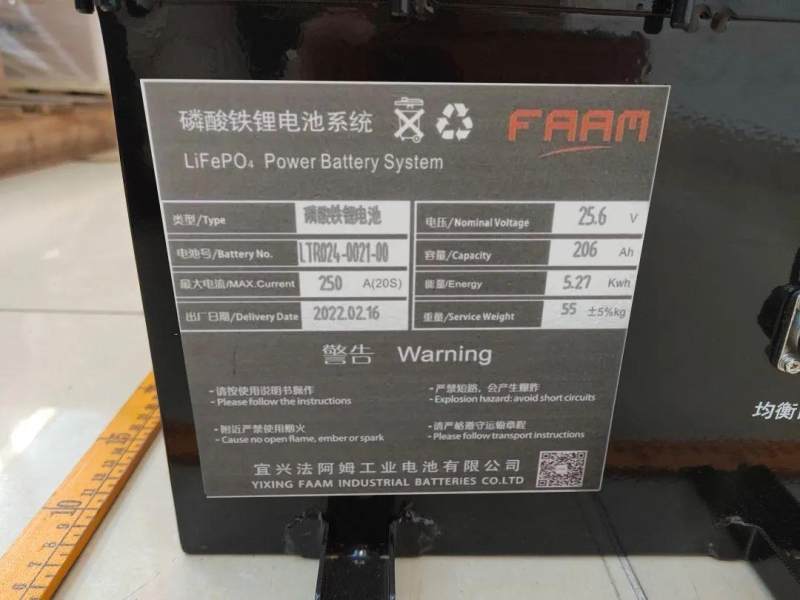 磷酸铁锂电池系统 FAAM
LiFePO₄ Power Battery System
类型/Type 磷酸铁锂电池
电池号/Battery No. LTR024-0021-00
最大电流/MAX.Current 250 A(20S)
出厂日期/Delivery Date 2022.02.16
电压/Nominal Voltage 25.6 V
容量/Capacity 206 Ah
能量/Energy 5.27 Kwh
重量/Service Weight 55 ±5%kg
警告 Warning
-请按使用说明书操作
-Please follow the instructions
-严禁短路，会产生爆炸
-Explosion hazard: avoid short circuits
-附近严禁使用烟火
-Cause no open flame, ember or spark
-请严格遵守运输章程
-Please follow transport instructions
宜兴法阿姆工业电池有限公司
YIXING FAAM INDUSTRIAL BATTERIES CO.LTD
均衡
15
10
9
8
7
6